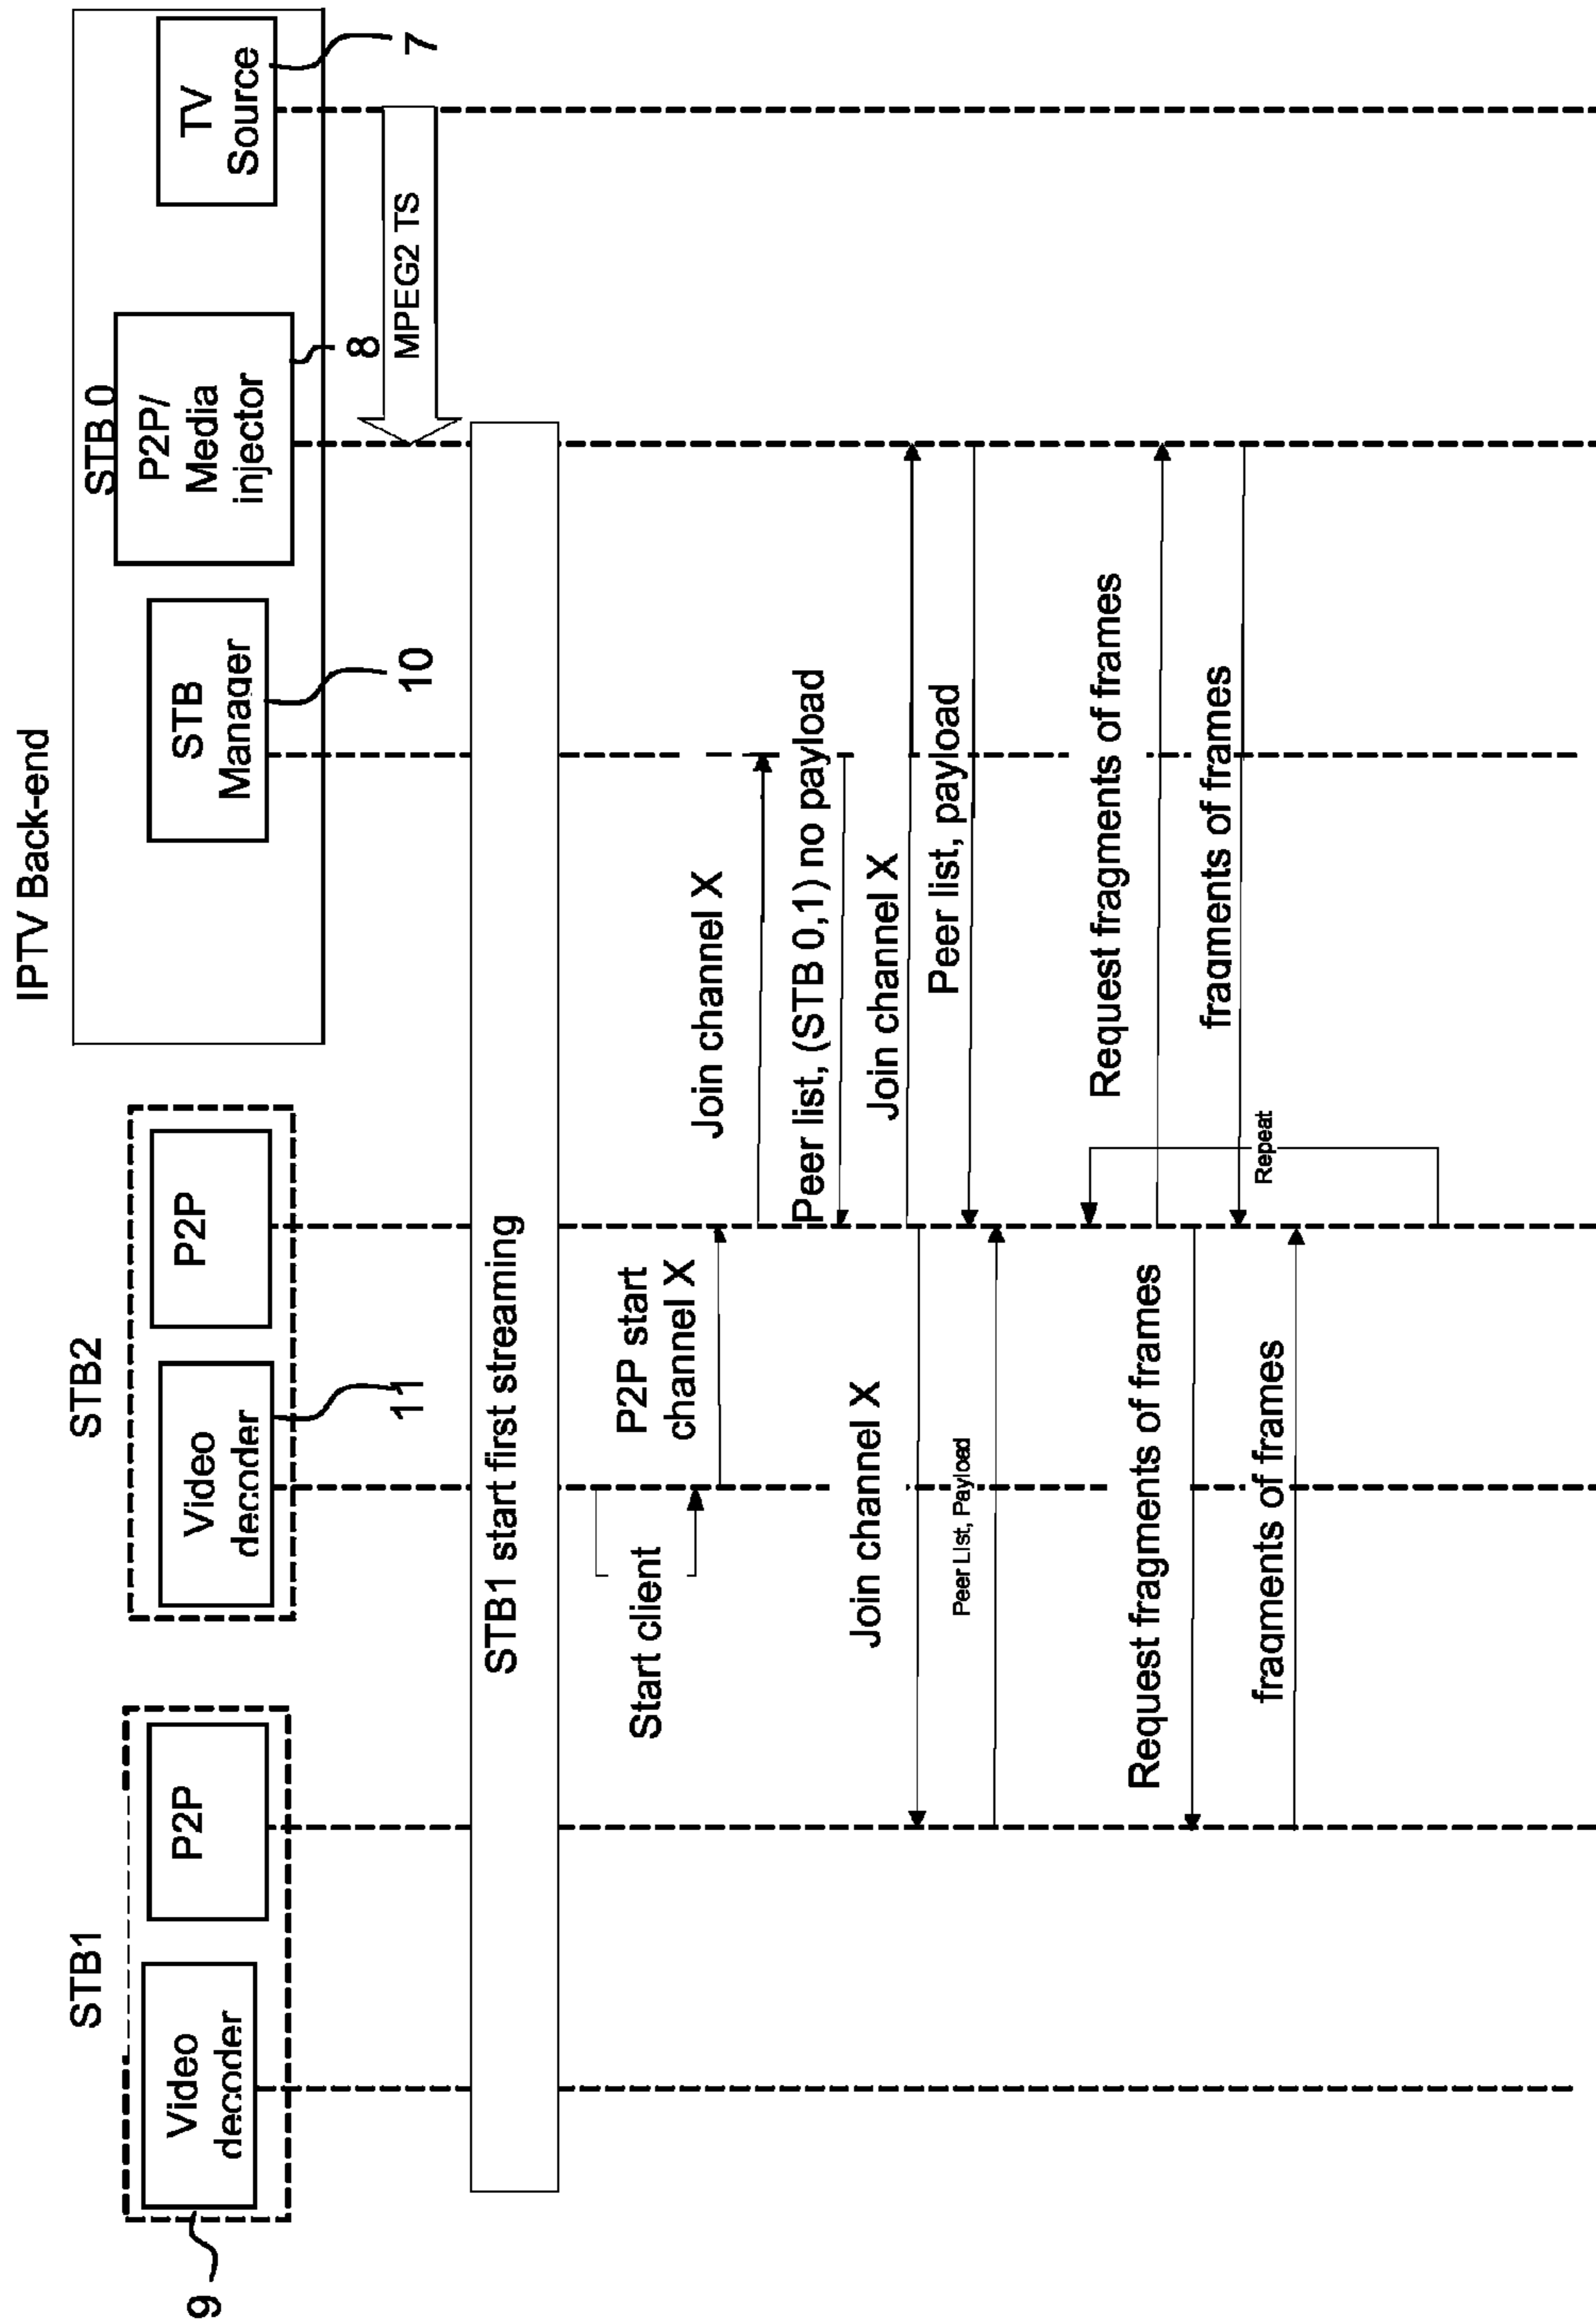 IPTV Back-end
STB1
STB2
STB 0
Video
decoder
P2P
Video
decoder
P2P
STB
Manager
P2P/
Media
injector
TV
Source
9
11
10
8
7
MPEG2 TS
STB1 start first streaming
Start client
P2P start
channel X
Join channel X
Peer list, (STB 0,1) no payload
Join channel X
Join channel X
Peer list, payload
Peer List, Payload
Request fragments of frames
Request fragments of frames
fragments of frames
fragments of frames
Repeat